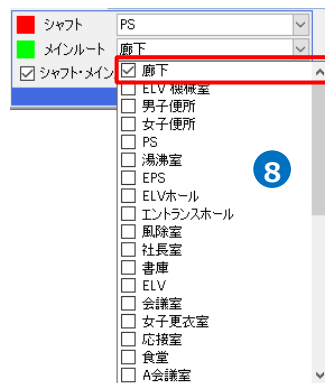 シャフト PS
メインルート 廊下
シャフト・メイン
廊下
ELV 機械室
男子便所
女子便所
PS
湯沸室
EPS
ELVホール
エントランスホール
風除室
社長室
書庫
ELV
会議室
女子更衣室
応接室
食堂
A会議室
8